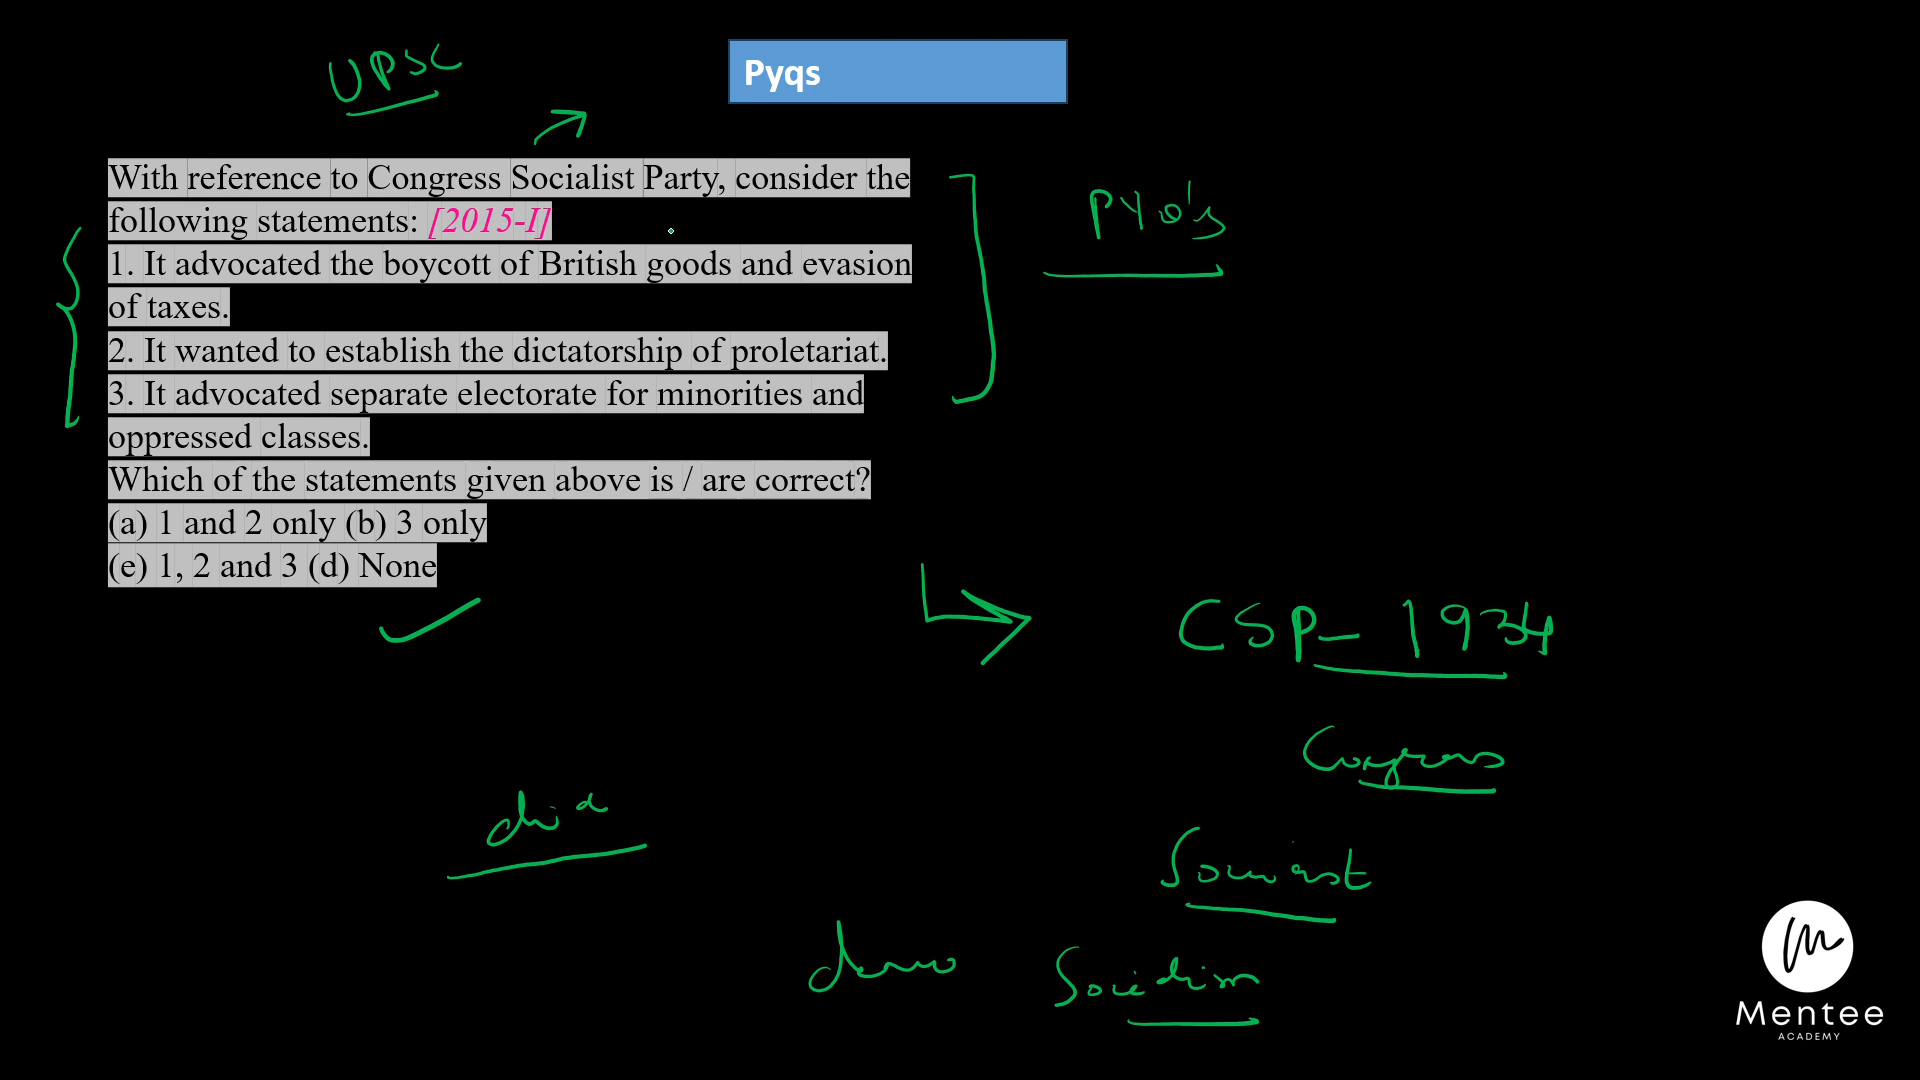 UPSC
Pyqs
With reference to Congress Socialist Party, consider the
following statements: [2015-I]
1. It advocated the boycott of British goods and evasion
of taxes.
2. It wanted to establish the dictatorship of proletariat.
3. It advocated separate electorate for minorities and
oppressed classes.
Which of the statements given above is / are correct?
(a) 1 and 2 only (b) 3 only
(e) 1, 2 and 3 (d) None
PYQ's
CSP - 1934
Congress
Socialist
Socialism
Mentee
ACADEMY